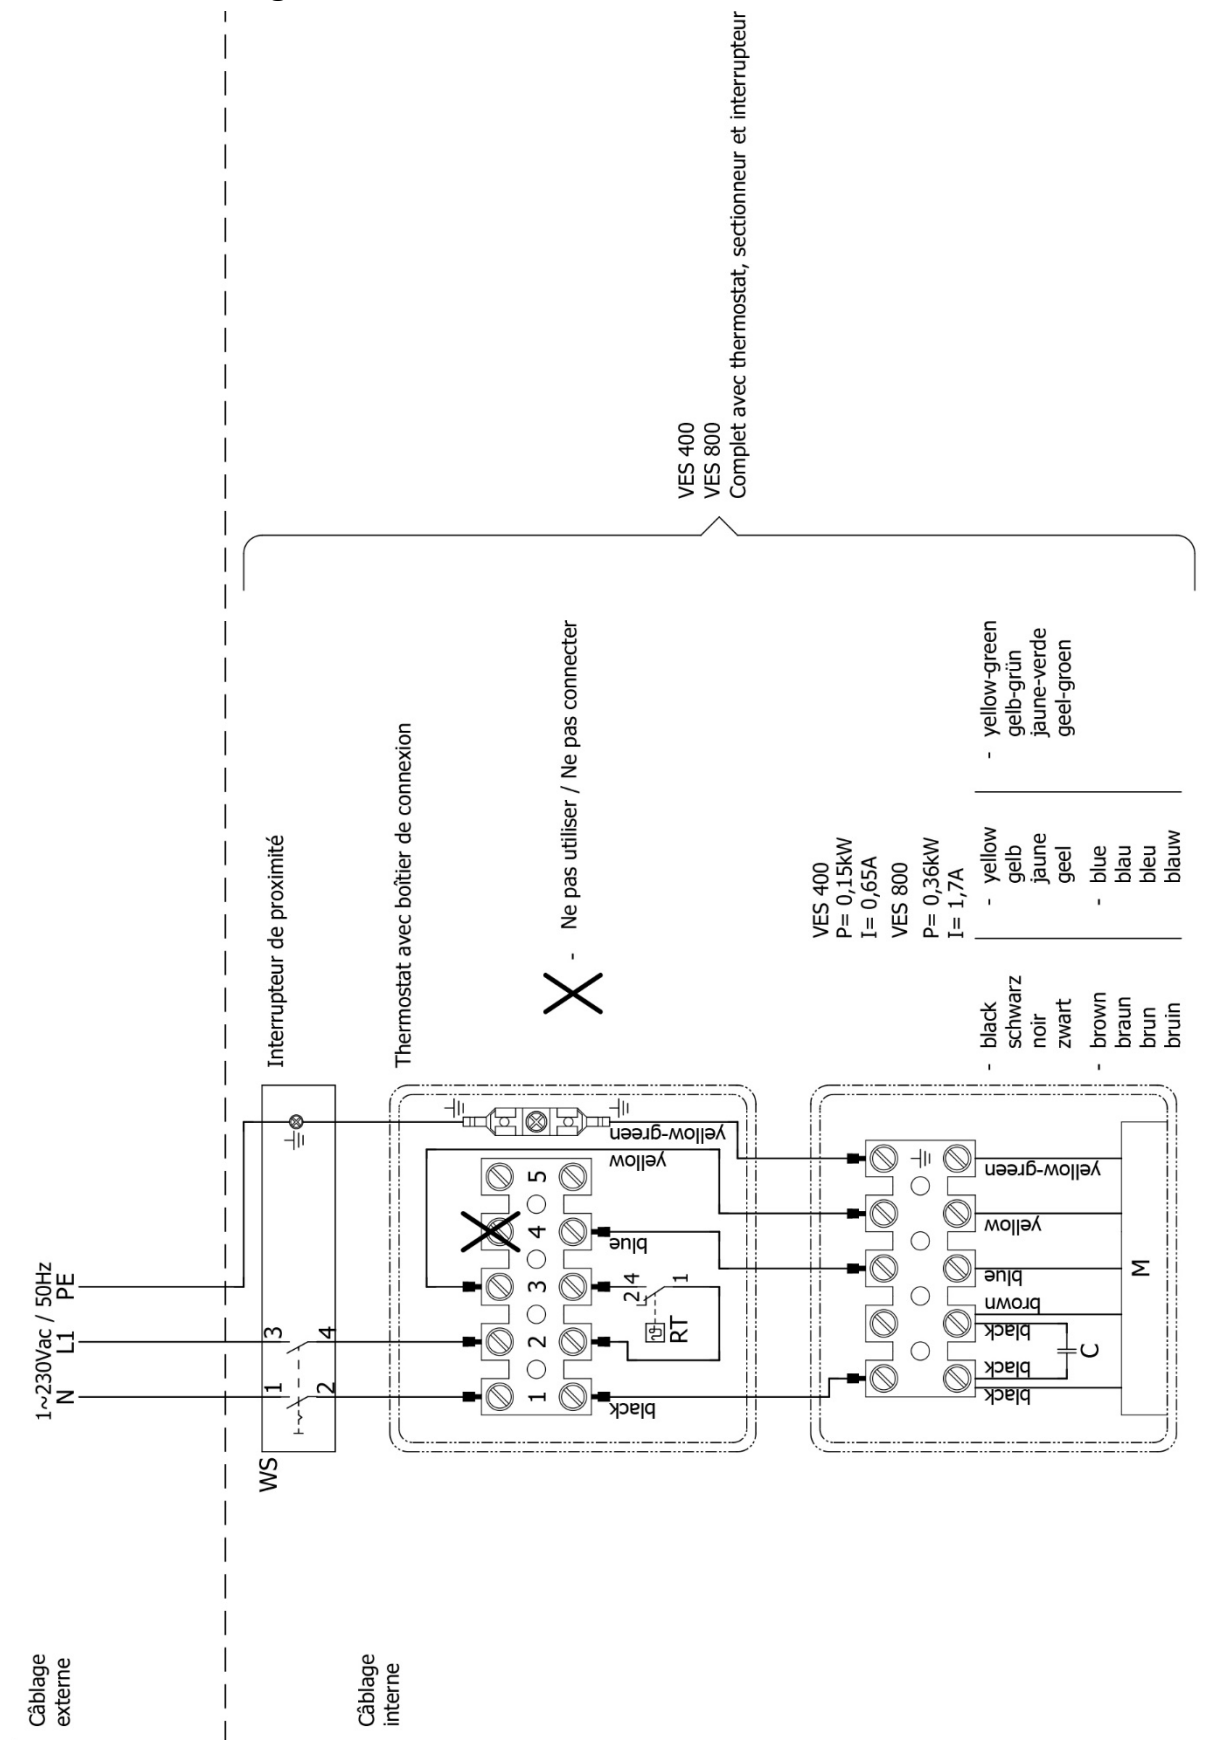 Câblage
externe
1~230Vac / 50Hz
N
L1
PE
Câblage
interne
WS
1
2
3
4
Interrupteur de proximité
Thermostat avec boîtier de connexion
1
2
3
4
5
black
blue
yellow
yellow-green
RT
2
4
1
- Ne pas utiliser / Ne pas connecter
VES 400
VES 800
Complet avec thermostat, sectionneur et interrupteur
VES 400
P= 0,15kW
I= 0,65A
VES 800
P= 0,36kW
I= 1,7A
black
black
black
brown
blue
yellow
yellow-green
C
M
- black
schwarz
noir
zwart
- brown
braun
brun
bruin
- yellow
gelb
jaune
geel
- blue
blau
bleu
blauw
- yellow-green
gelb-grün
jaune-verde
geel-groen